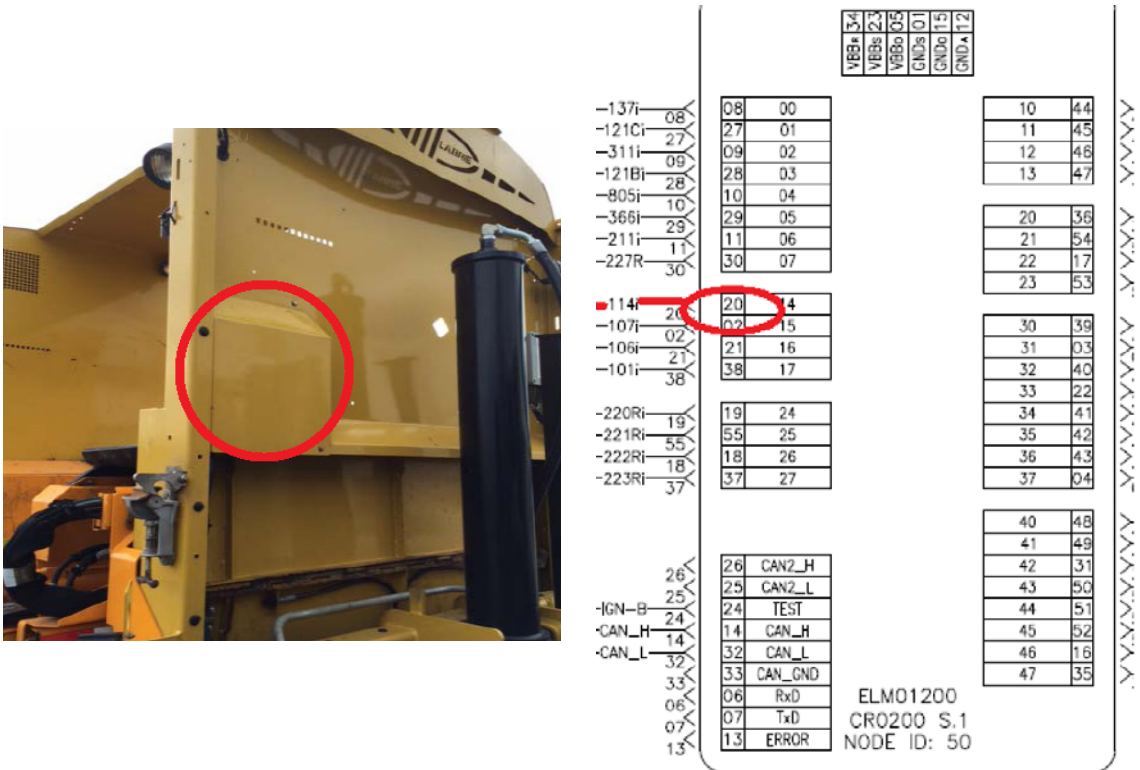 LABRIE
VBBR 34
VBBS 23
VBBO 05
GNDS 01
GNDO 15
GNDA 12
-137i- 08 08 00 10 44
-121Ci- 27 27 01 11 45
-311i- 09 09 02 12 46
-121Bi- 28 28 03 13 47
-805i- 10 10 04
-366i- 29 29 05 20 36
-211i- 11 11 06 21 54
-227R- 30 30 07 22 17
23 53
-114i 20 20 14
-107i- 02 02 15 30 39
-106i- 21 21 16 31 03
-101i- 38 38 17 32 40
33 22
-220Ri- 19 19 24 34 41
-221Ri- 55 55 25 35 42
-222Ri- 18 18 26 36 43
-223Ri- 37 37 27 37 04
40 48
41 49
26 26 CAN2_H 42 31
25 25 CAN2_L 43 50
-IGN-B- 24 24 TEST 44 51
-CAN_H- 14 14 CAN_H 45 52
-CAN_L- 32 32 CAN_L 46 16
33 33 CAN_GND 47 35
06 06 RxD
07 07 TxD
13 13 ERROR
ELM01200
CR0200 S.1
NODE ID: 50